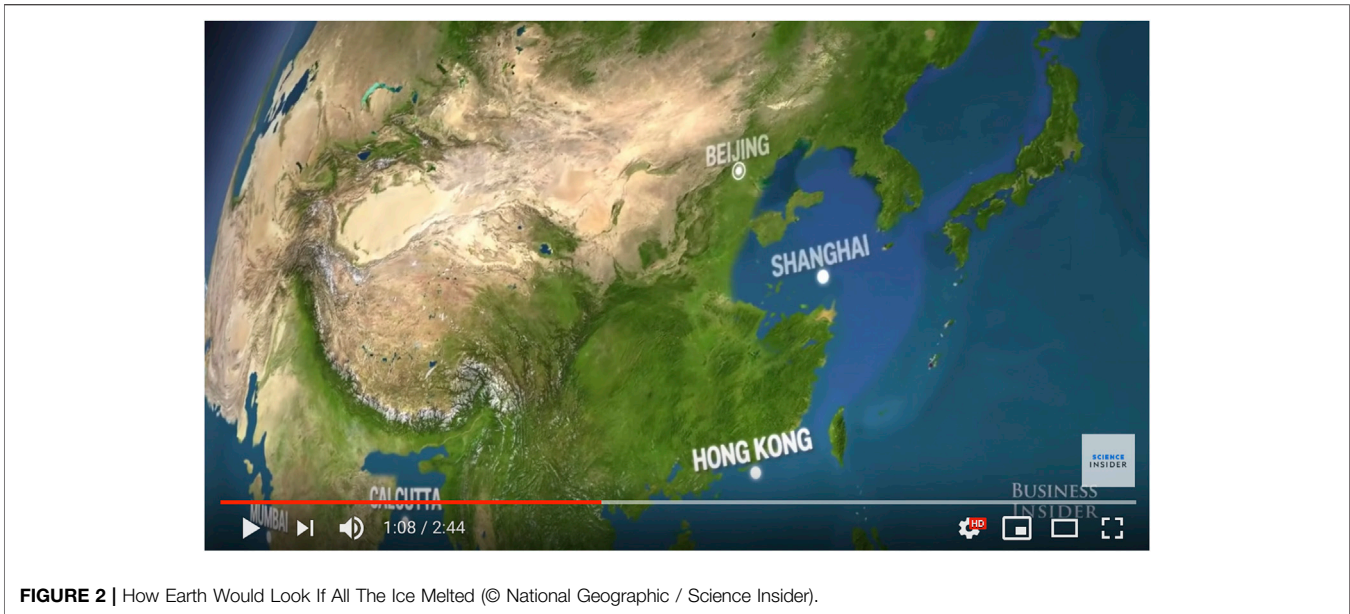 BEIJING
SHANGHAI
HONG KONG
CALCUTTA
MUMBAI
SCIENCE
INSIDER
BUSINESS
INSIDER
1:08 / 2:44
HD
FIGURE 2 | How Earth Would Look If All The Ice Melted (© National Geographic / Science Insider).